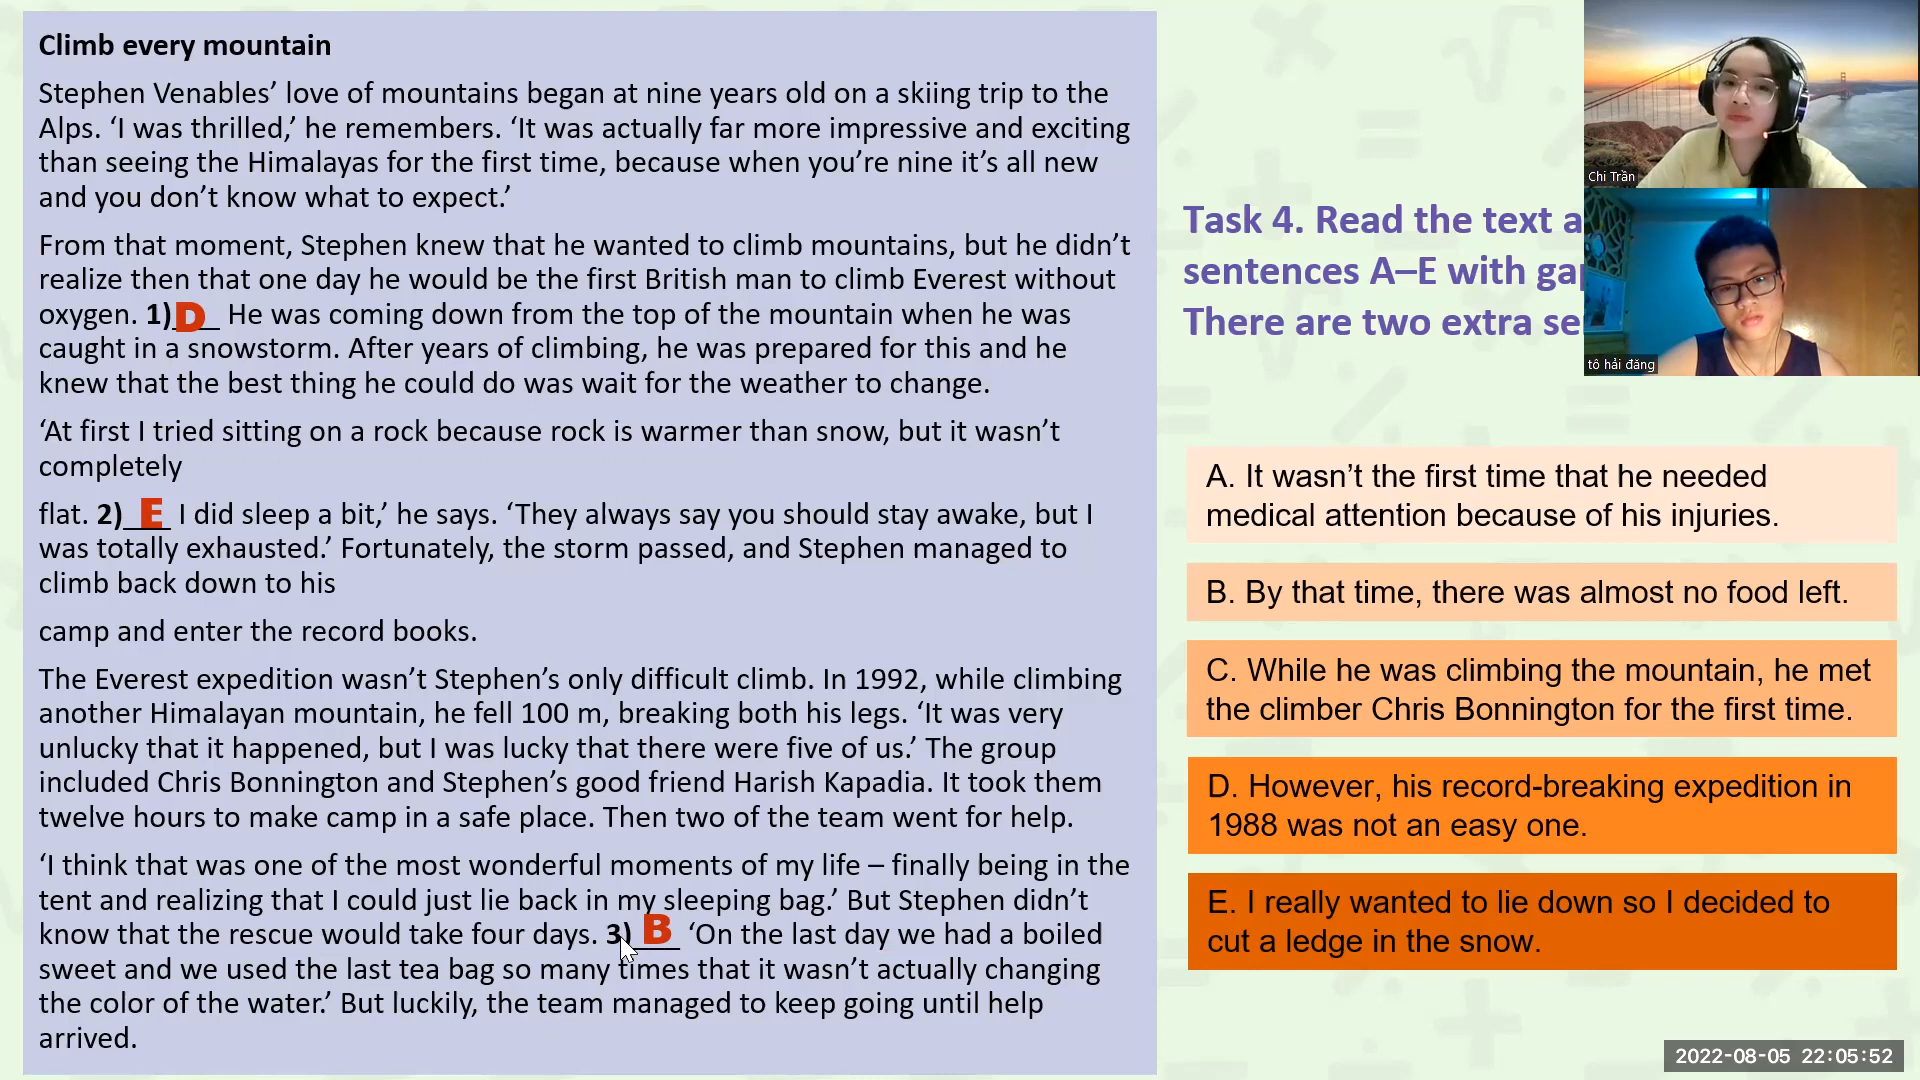 Climb every mountain
Stephen Venables’ love of mountains began at nine years old on a skiing trip to the
Alps. ‘I was thrilled,’ he remembers. ‘It was actually far more impressive and exciting
than seeing the Himalayas for the first time, because when you’re nine it’s all new
and you don’t know what to expect.’
From that moment, Stephen knew that he wanted to climb mountains, but he didn’t
realize then that one day he would be the first British man to climb Everest without
oxygen. 1) D He was coming down from the top of the mountain when he was
caught in a snowstorm. After years of climbing, he was prepared for this and he
knew that the best thing he could do was wait for the weather to change.
‘At first I tried sitting on a rock because rock is warmer than snow, but it wasn’t
completely
flat. 2) E I did sleep a bit,’ he says. ‘They always say you should stay awake, but I
was totally exhausted.’ Fortunately, the storm passed, and Stephen managed to
climb back down to his
camp and enter the record books.
The Everest expedition wasn’t Stephen’s only difficult climb. In 1992, while climbing
another Himalayan mountain, he fell 100 m, breaking both his legs. ‘It was very
unlucky that it happened, but I was lucky that there were five of us.’ The group
included Chris Bonnington and Stephen’s good friend Harish Kapadia. It took them
twelve hours to make camp in a safe place. Then two of the team went for help.
‘I think that was one of the most wonderful moments of my life – finally being in the
tent and realizing that I could just lie back in my sleeping bag.’ But Stephen didn’t
know that the rescue would take four days. 3) B ‘On the last day we had a boiled
sweet and we used the last tea bag so many times that it wasn’t actually changing
the color of the water.’ But luckily, the team managed to keep going until help
arrived.
Task 4. Read the text a
sentences A–E with ga
There are two extra se
A. It wasn’t the first time that he needed
medical attention because of his injuries.
B. By that time, there was almost no food left.
C. While he was climbing the mountain, he met
the climber Chris Bonnington for the first time.
D. However, his record-breaking expedition in
1988 was not an easy one.
E. I really wanted to lie down so I decided to
cut a ledge in the snow.
Chi Trần
tô hải đăng
2022-08-05 22:05:52